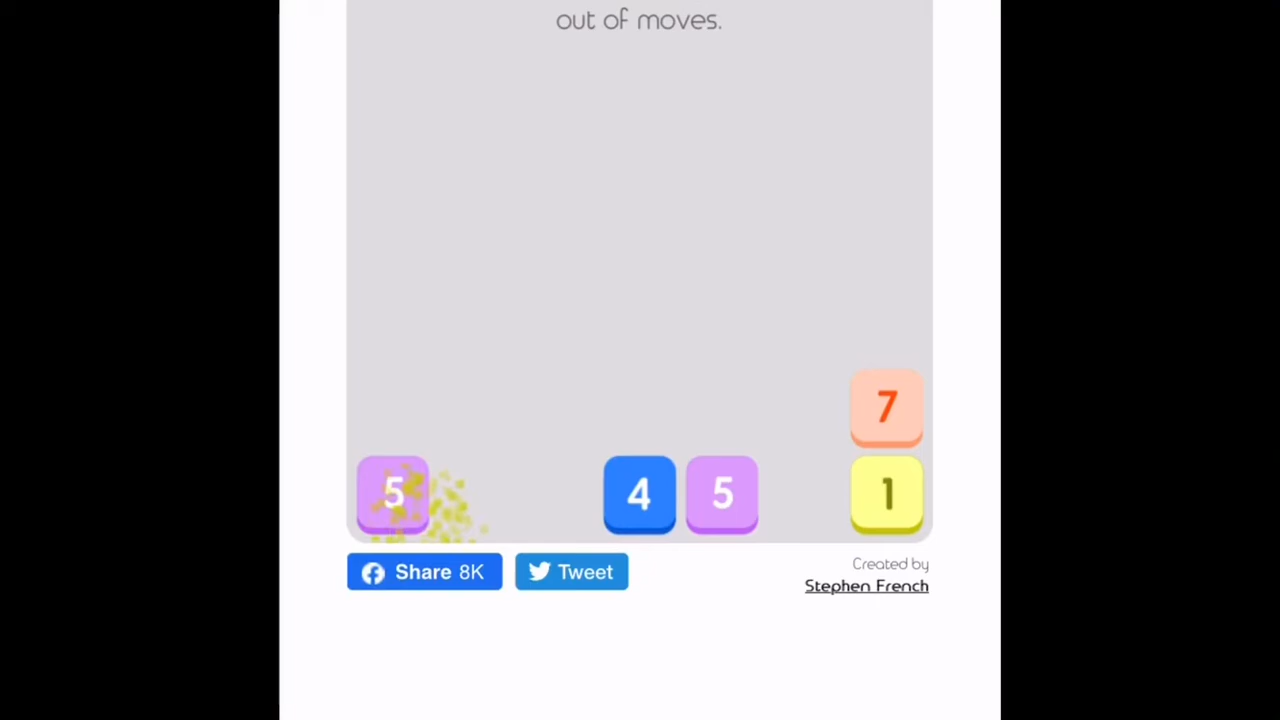 out of moves.
7
5 4 5 1
Share 8K Tweet
Created by
Stephen French